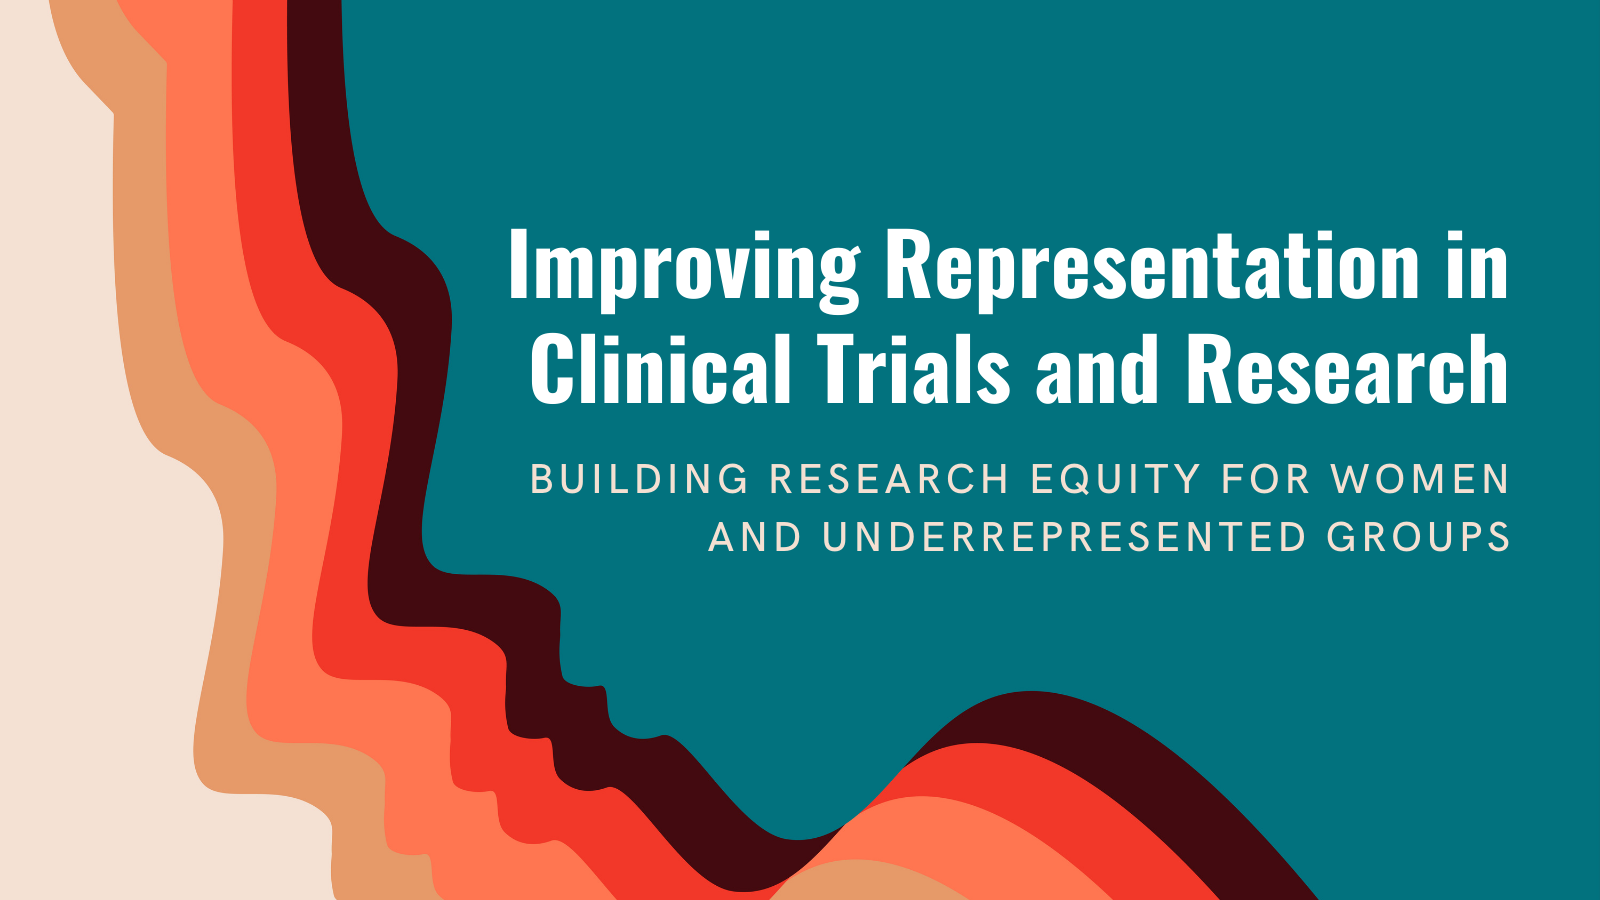 Improving Representation in
Clinical Trials and Research
BUILDING RESEARCH EQUITY FOR WOMEN
AND UNDERREPRESENTED GROUPS